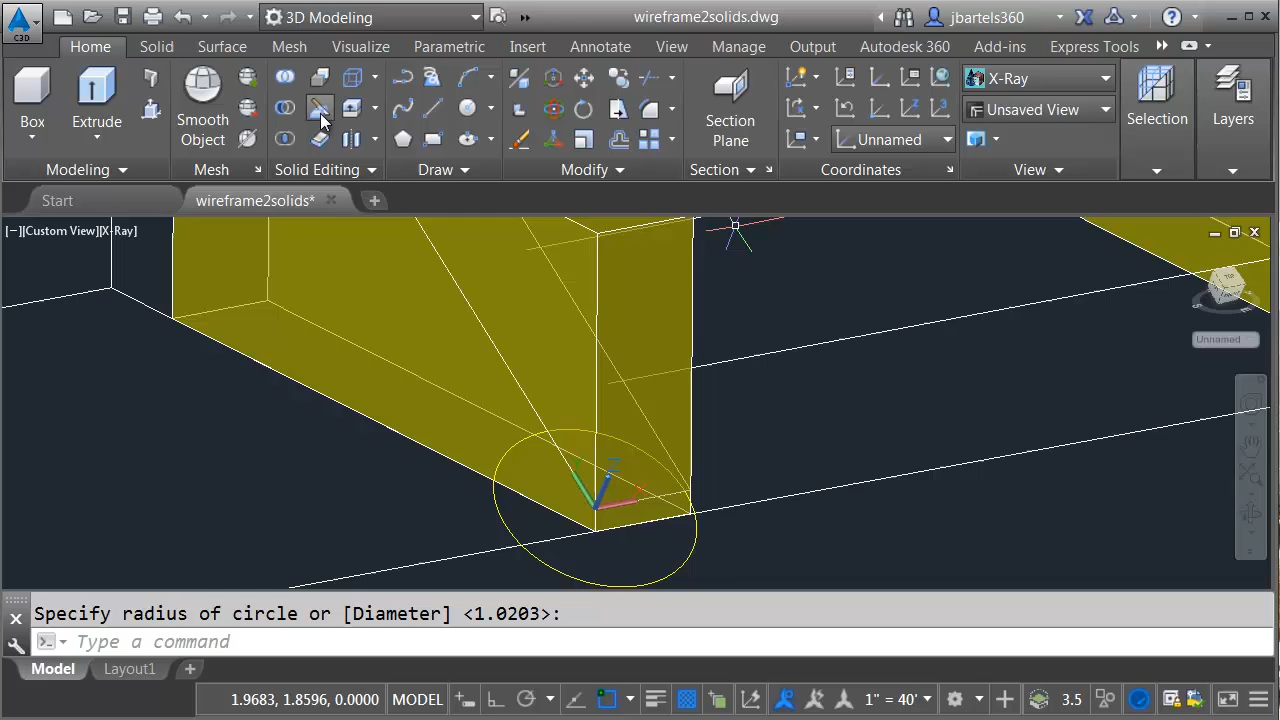 3D Modeling
wireframe2solids.dwg
jbartels360
C3D
Home Solid Surface Mesh Visualize Parametric Insert Annotate View Manage Output Autodesk 360 Add-ins Express Tools
Box
Extrude
Smooth
Object
Section
Plane
X-Ray
Unsaved View
Unnamed
Selection
Layers
Modeling Mesh Solid Editing Draw Modify Section Coordinates View
Start wireframe2solids*
[−][Custom View][X-Ray]
TOP
Unnamed
Specify radius of circle or [Diameter] <1.0203>:
Type a command
Model Layout1
1.9683, 1.8596, 0.0000 MODEL 1" = 40' 3.5